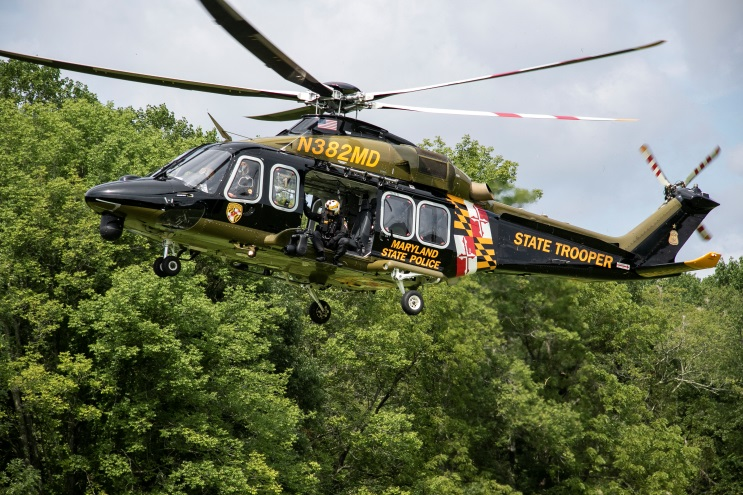 N382MD
MARYLAND
STATE POLICE
STATE TROOPER